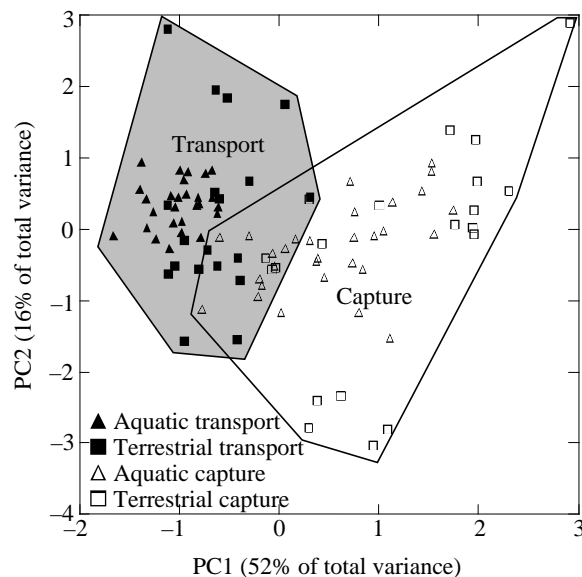 3
2
1
0
−1
−2
−3
−4
PC2 (16% of total variance)
Transport
Capture
Aquatic transport
Terrestrial transport
Aquatic capture
Terrestrial capture
−2 −1 0 1 2 3
PC1 (52% of total variance)